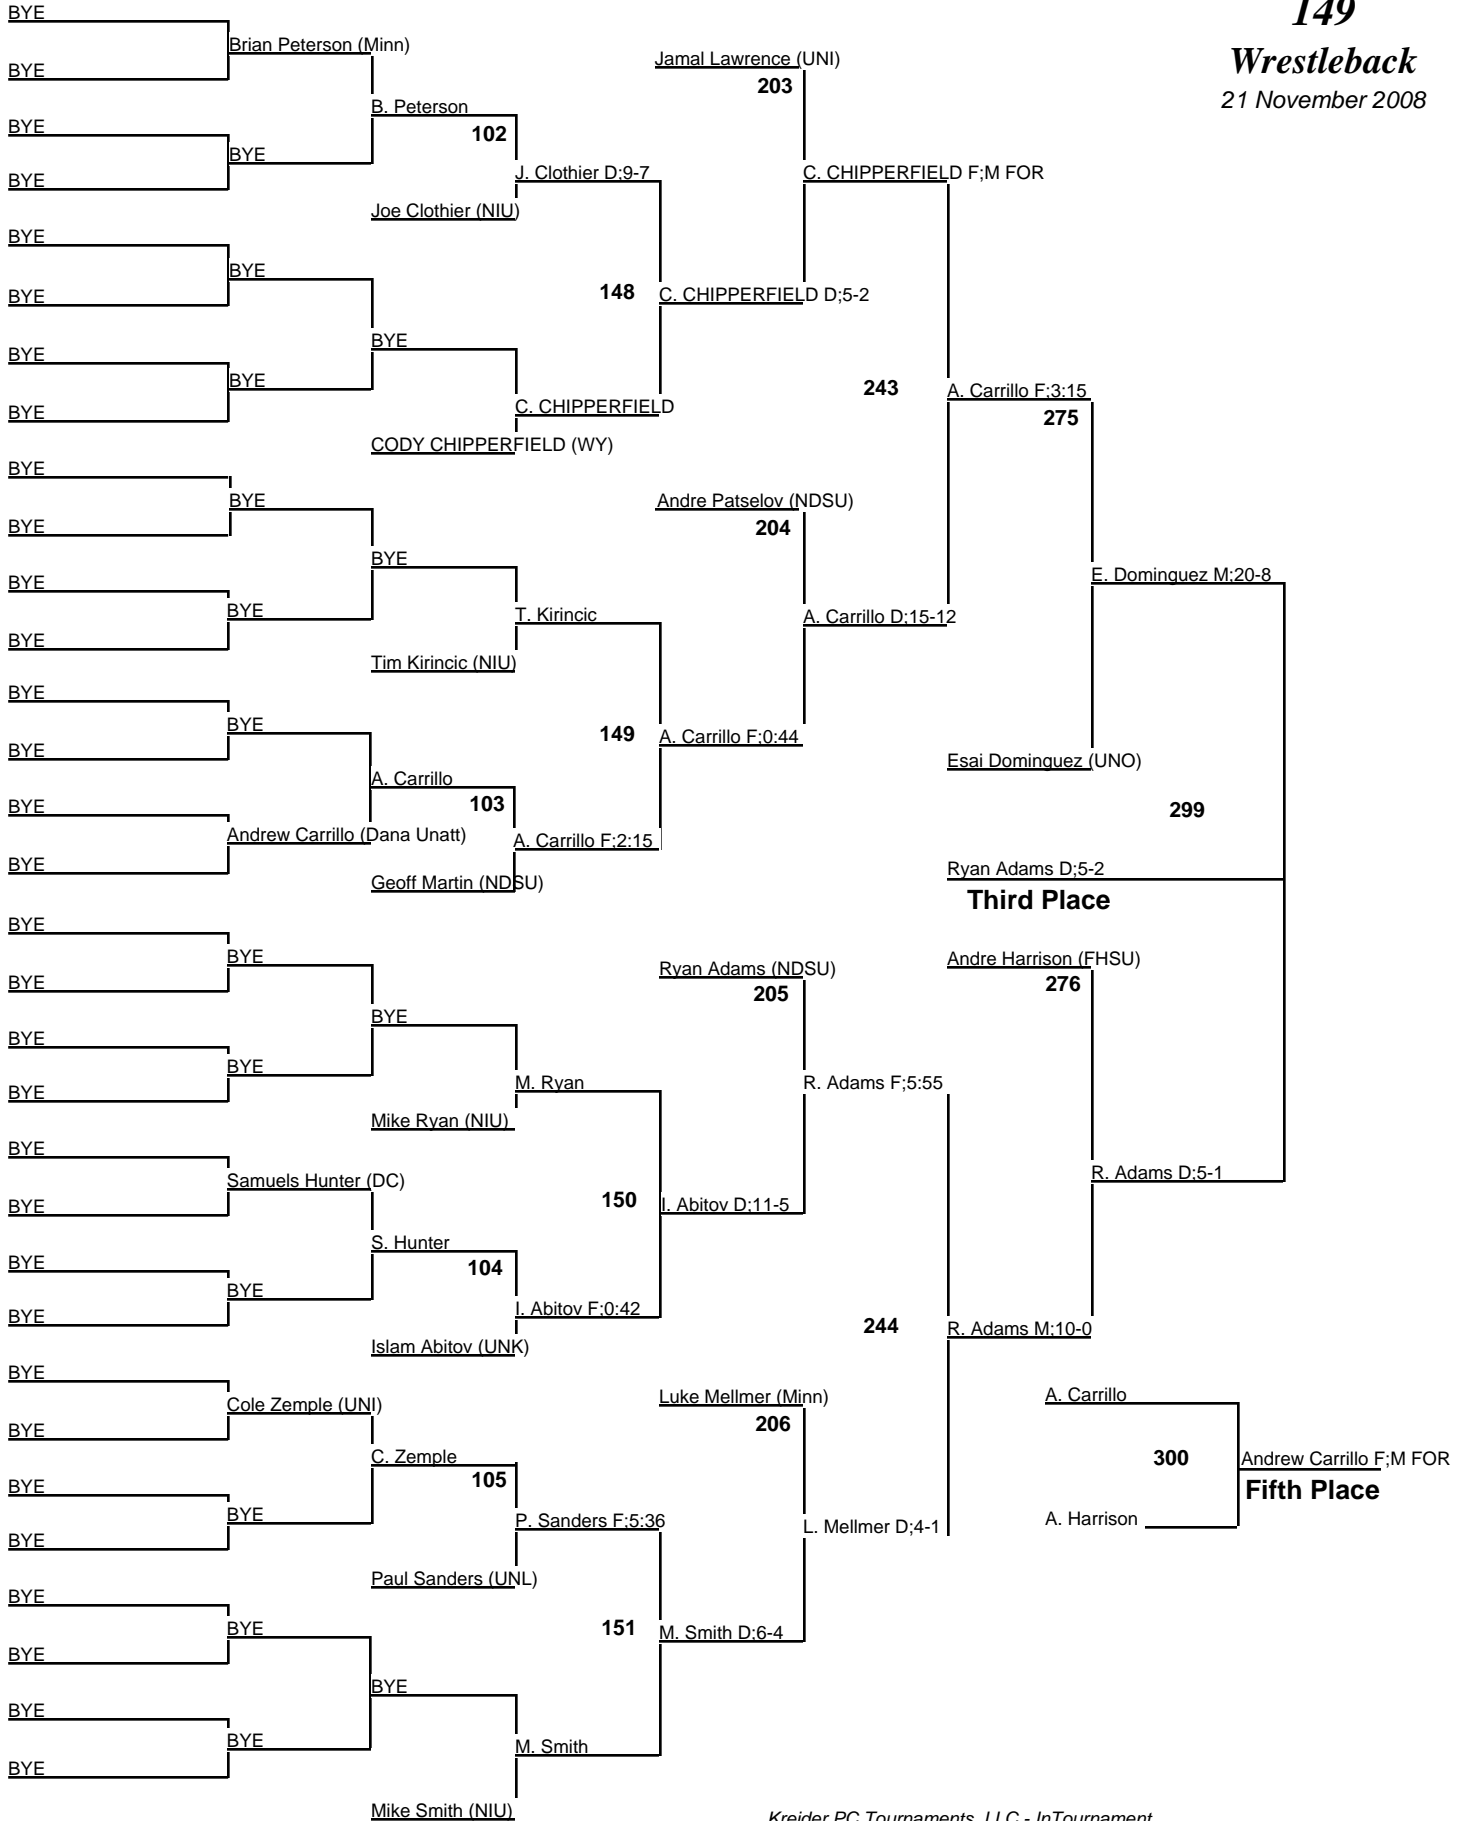 149
Wrestleback
21 November 2008
BYE
Brian Peterson (Minn)
Jamal Lawrence (UNI)
BYE
203
B. Peterson
BYE
102
BYE
J. Clothier D;9-7
C. CHIPPERFIELD F;M FOR
BYE
Joe Clothier (NIU)
BYE
BYE
BYE
148
C. CHIPPERFIELD D;5-2
BYE
BYE
BYE
243
A. Carrillo F;3:15
BYE
C. CHIPPERFIELD
275
CODY CHIPPERFIELD (WY)
BYE
BYE
Andre Patselov (NDSU)
BYE
204
BYE
BYE
E. Dominguez M;20-8
BYE
T. Kirincic
A. Carrillo D;15-12
BYE
Tim Kirincic (NIU)
BYE
BYE
149
A. Carrillo F;0:44
BYE
Esai Dominguez (UNO)
A. Carrillo
BYE
103
299
Andrew Carrillo (Dana Unatt)
A. Carrillo F;2:15
BYE
Ryan Adams D;5-2
Geoff Martin (NDSU)
Third Place
BYE
BYE
Ryan Adams (NDSU)
Andre Harrison (FHSU)
BYE
205
276
BYE
BYE
BYE
M. Ryan
R. Adams F;5:55
BYE
Mike Ryan (NIU)
BYE
Samuels Hunter (DC)
R. Adams D;5-1
BYE
150
I. Abitov D;11-5
S. Hunter
BYE
104
BYE
I. Abitov F;0:42
BYE
244
R. Adams M;10-0
Islam Abitov (UNK)
BYE
Cole Zemple (UNI)
Luke Mellmer (Minn)
A. Carrillo
BYE
206
C. Zemple
300
Andrew Carrillo F;M FOR
BYE
105
Fifth Place
BYE
P. Sanders F;5:36
L. Mellmer D;4-1
A. Harrison
BYE
Paul Sanders (UNL)
BYE
BYE
151
M. Smith D;6-4
BYE
BYE
BYE
BYE
M. Smith
BYE
Mike Smith (NIU)
Kreider PC Tournaments, LLC - InTournament